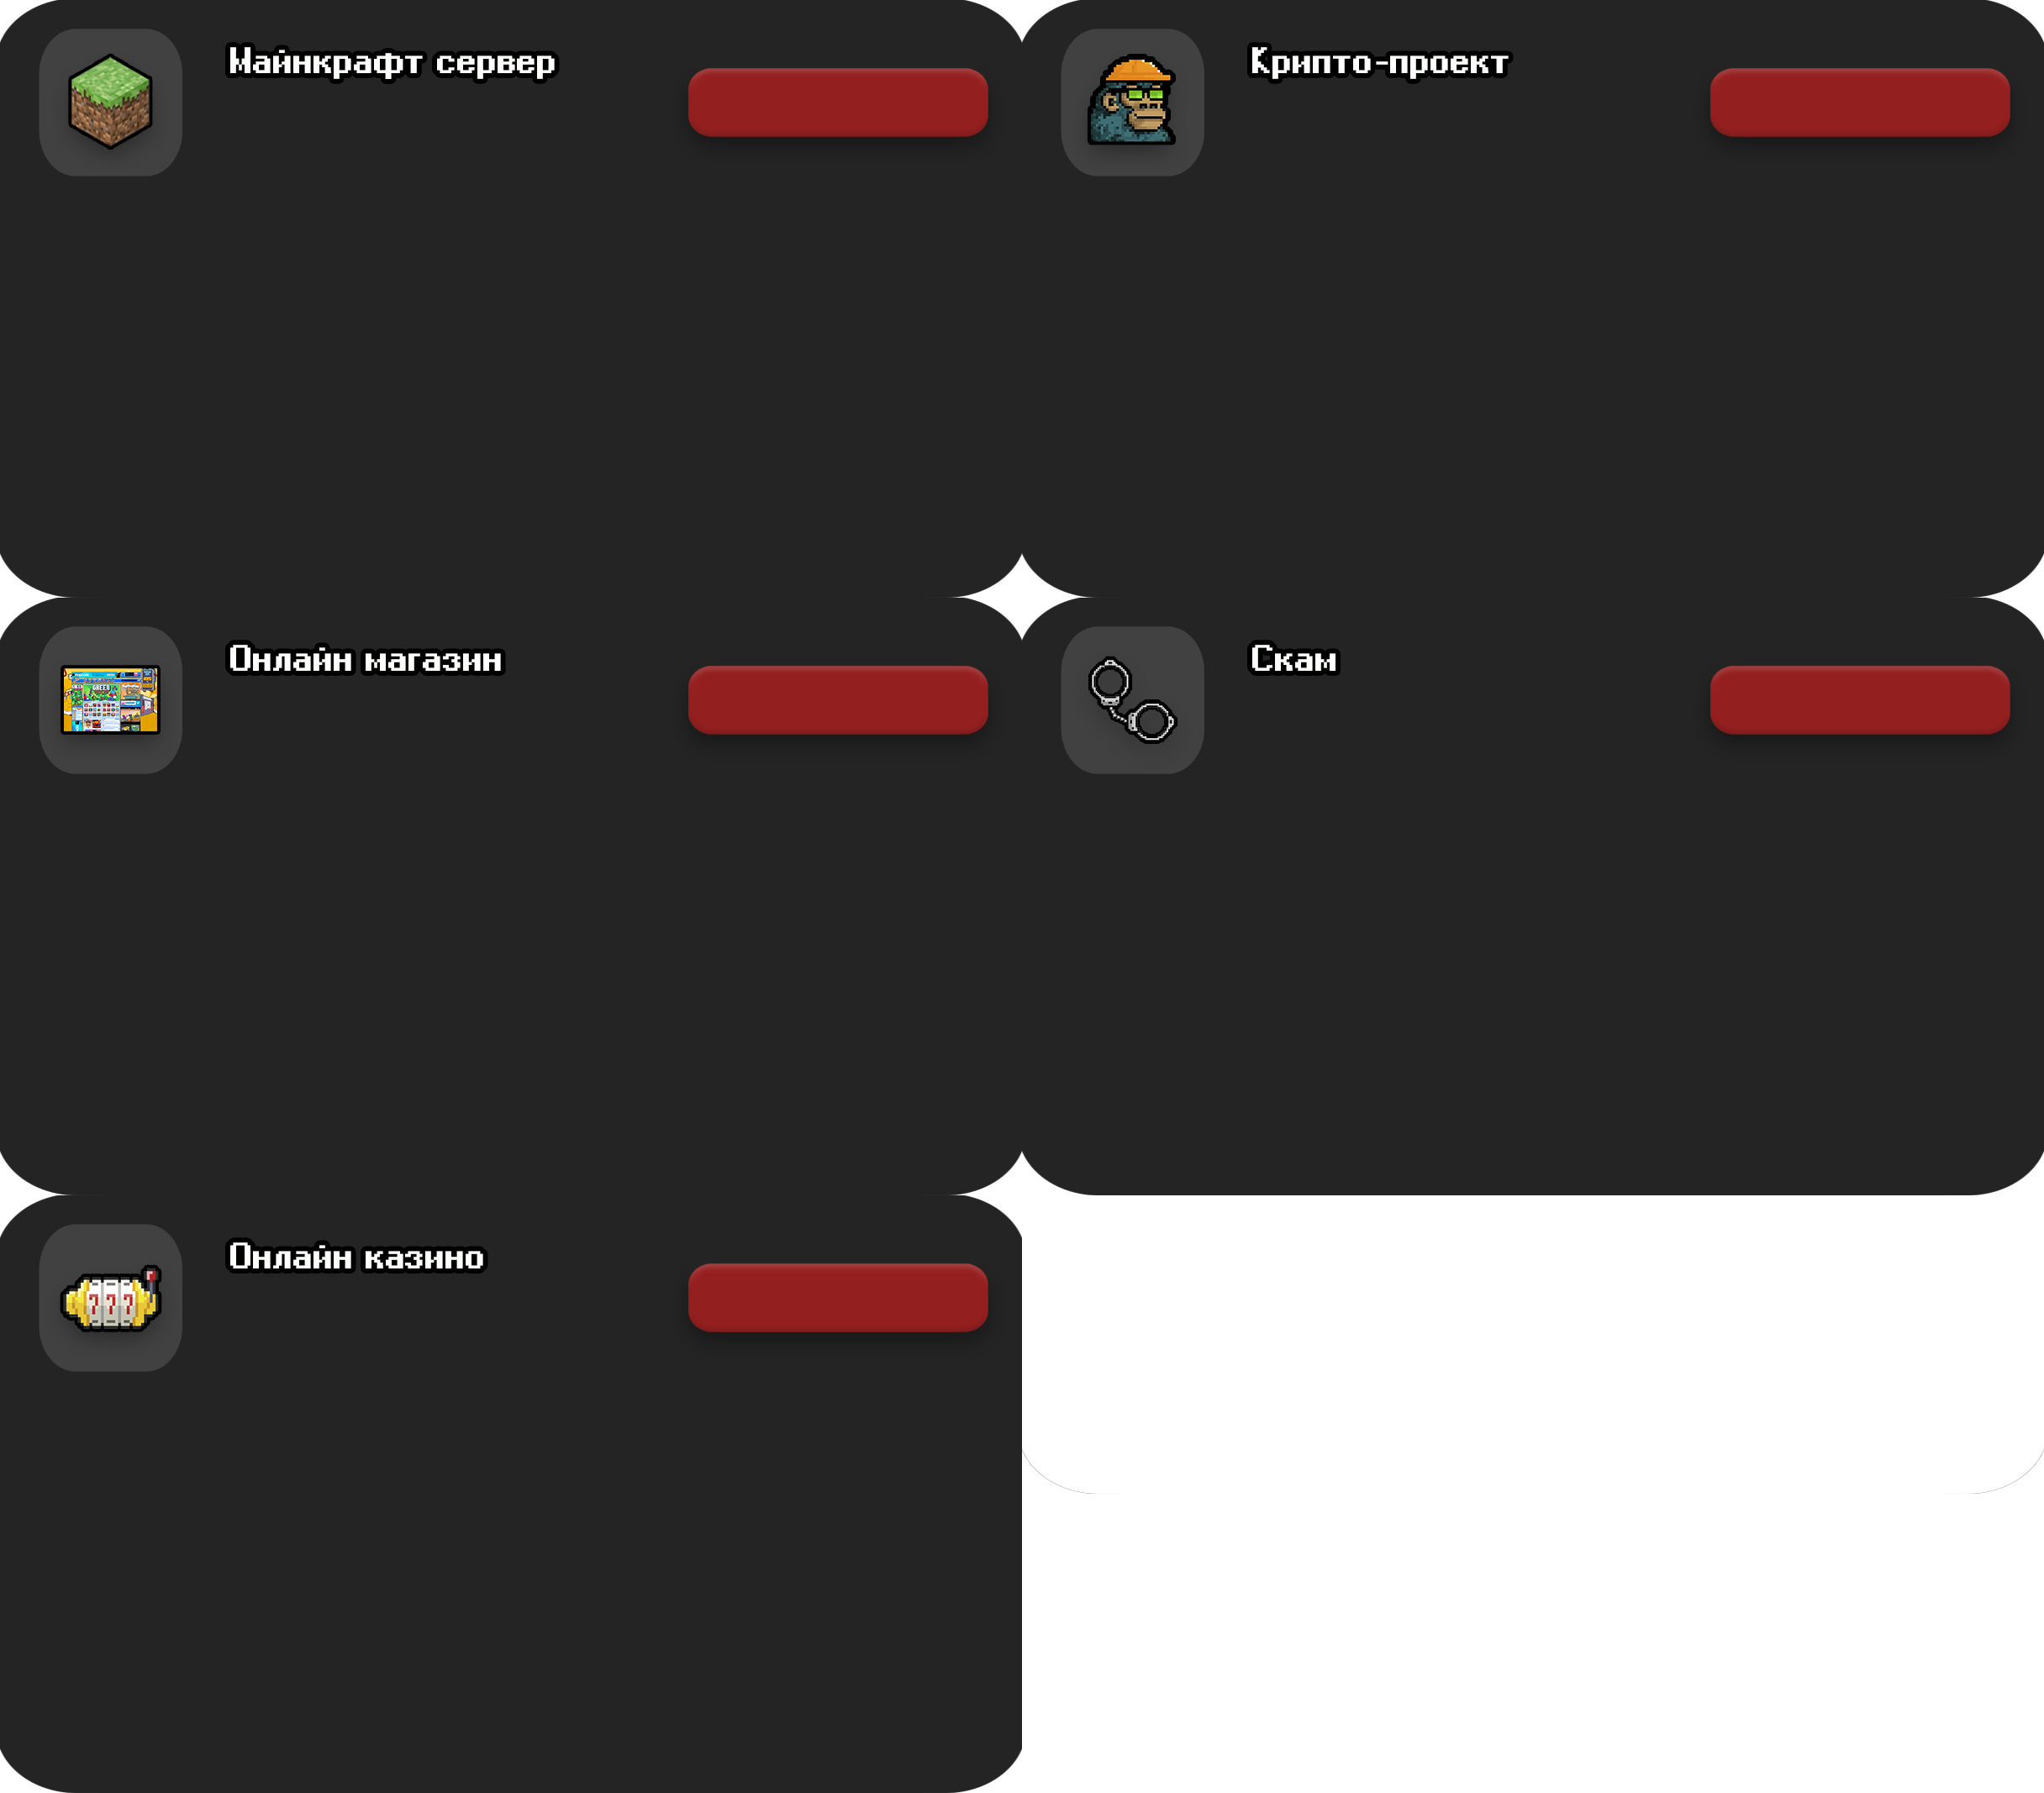 Майнкрафт сервер
Крипто-проект
Онлайн магазин
Скам
Онлайн казино